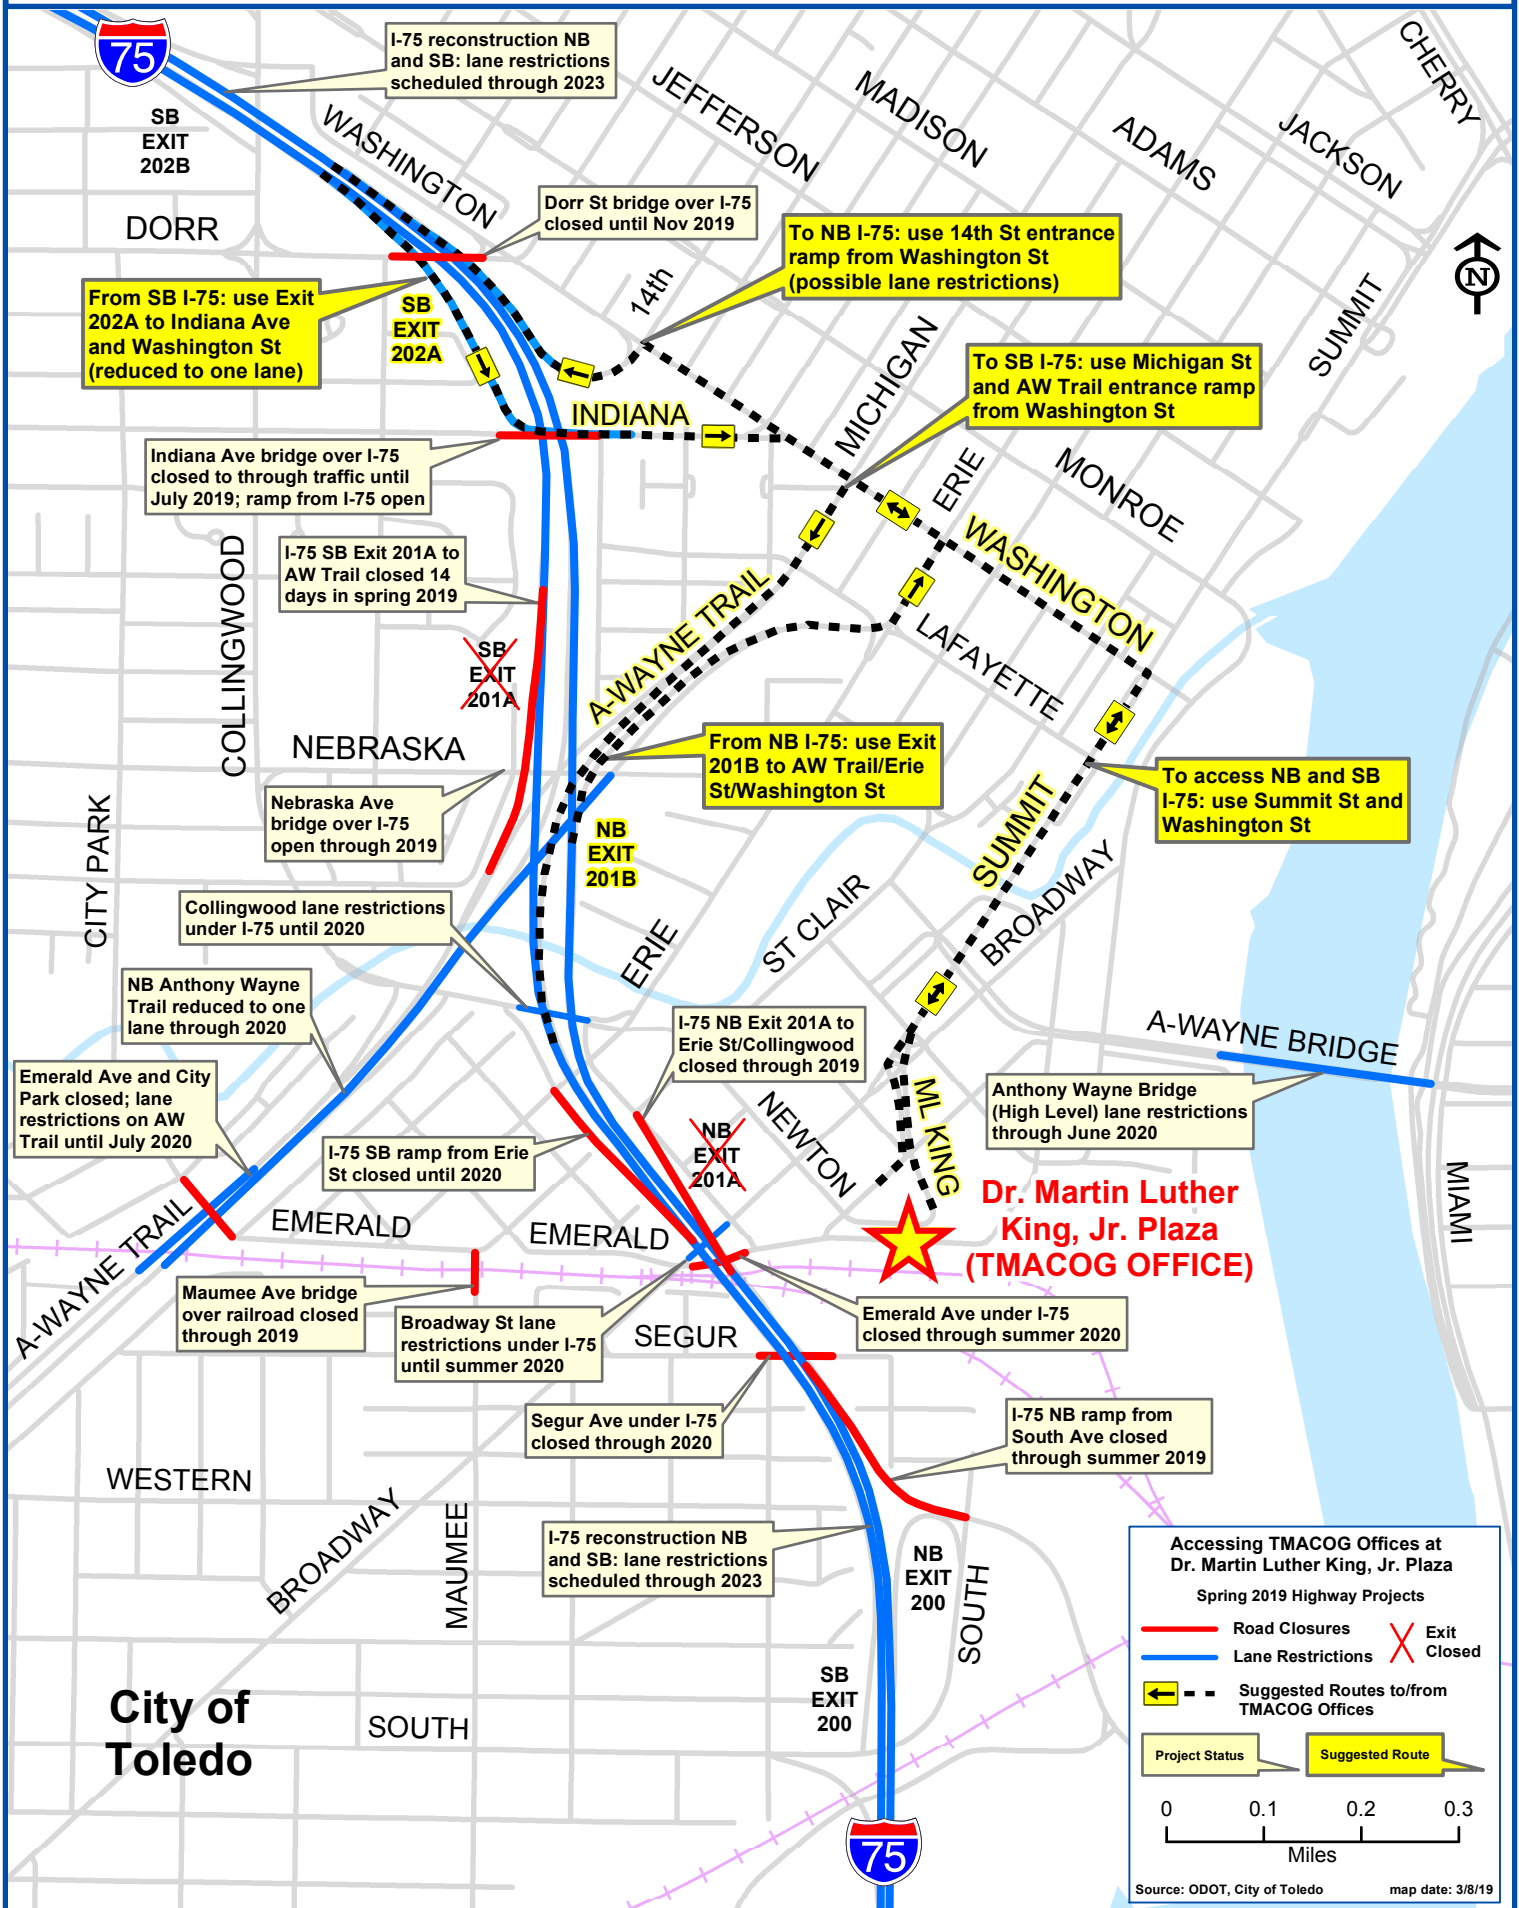 75
I-75 reconstruction NB
and SB: lane restrictions
scheduled through 2023
CHERRY
JEFFERSON
MADISON
ADAMS
JACKSON
SB
EXIT
202B
WASHINGTON
DORR
Dorr St bridge over I-75
closed until Nov 2019
To NB I-75: use 14th St entrance
ramp from Washington St
(possible lane restrictions)
N
From SB I-75: use Exit
202A to Indiana Ave
and Washington St
(reduced to one lane)
SB
EXIT
202A
14th
SUMMIT
MICHIGAN
To SB I-75: use Michigan St
and AW Trail entrance ramp
from Washington St
INDIANA
Indiana Ave bridge over I-75
closed to through traffic until
July 2019; ramp from I-75 open
ERIE
MONROE
COLLINGWOOD
I-75 SB Exit 201A to
AW Trail closed 14
days in spring 2019
WASHINGTON
A-WAYNE TRAIL
LAFAYETTE
SB
EXIT
201A
NEBRASKA
From NB I-75: use Exit
201B to AW Trail/Erie
St/Washington St
To access NB and SB
I-75: use Summit St and
Washington St
Nebraska Ave
bridge over I-75
open through 2019
NB
EXIT
201B
SUMMIT
CITY PARK
Collingwood lane restrictions
under I-75 until 2020
ERIE
ST CLAIR
BROADWAY
NB Anthony Wayne
Trail reduced to one
lane through 2020
I-75 NB Exit 201A to
Erie St/Collingwood
closed through 2019
A-WAYNE BRIDGE
Emerald Ave and City
Park closed; lane
restrictions on AW
Trail until July 2020
Anthony Wayne Bridge
(High Level) lane restrictions
through June 2020
NEWTON
ML KING
I-75 SB ramp from Erie
St closed until 2020
NB
EXIT
201A
MIAMI
Dr. Martin Luther
King, Jr. Plaza
(TMACOG OFFICE)
EMERALD
EMERALD
A-WAYNE TRAIL
Maumee Ave bridge
over railroad closed
through 2019
Broadway St lane
restrictions under I-75
until summer 2020
SEGUR
Emerald Ave under I-75
closed through summer 2020
Segur Ave under I-75
closed through 2020
I-75 NB ramp from
South Ave closed
through summer 2019
WESTERN
BROADWAY
MAUMEE
I-75 reconstruction NB
and SB: lane restrictions
scheduled through 2023
NB
EXIT
200
SOUTH
SB
EXIT
200
City of
Toledo
SOUTH
75
Accessing TMACOG Offices at
Dr. Martin Luther King, Jr. Plaza
Spring 2019 Highway Projects
Road Closures
Exit
Closed
Lane Restrictions
Suggested Routes to/from
TMACOG Offices
Project Status
Suggested Route
0 0.1 0.2 0.3
Miles
Source: ODOT, City of Toledo map date: 3/8/19